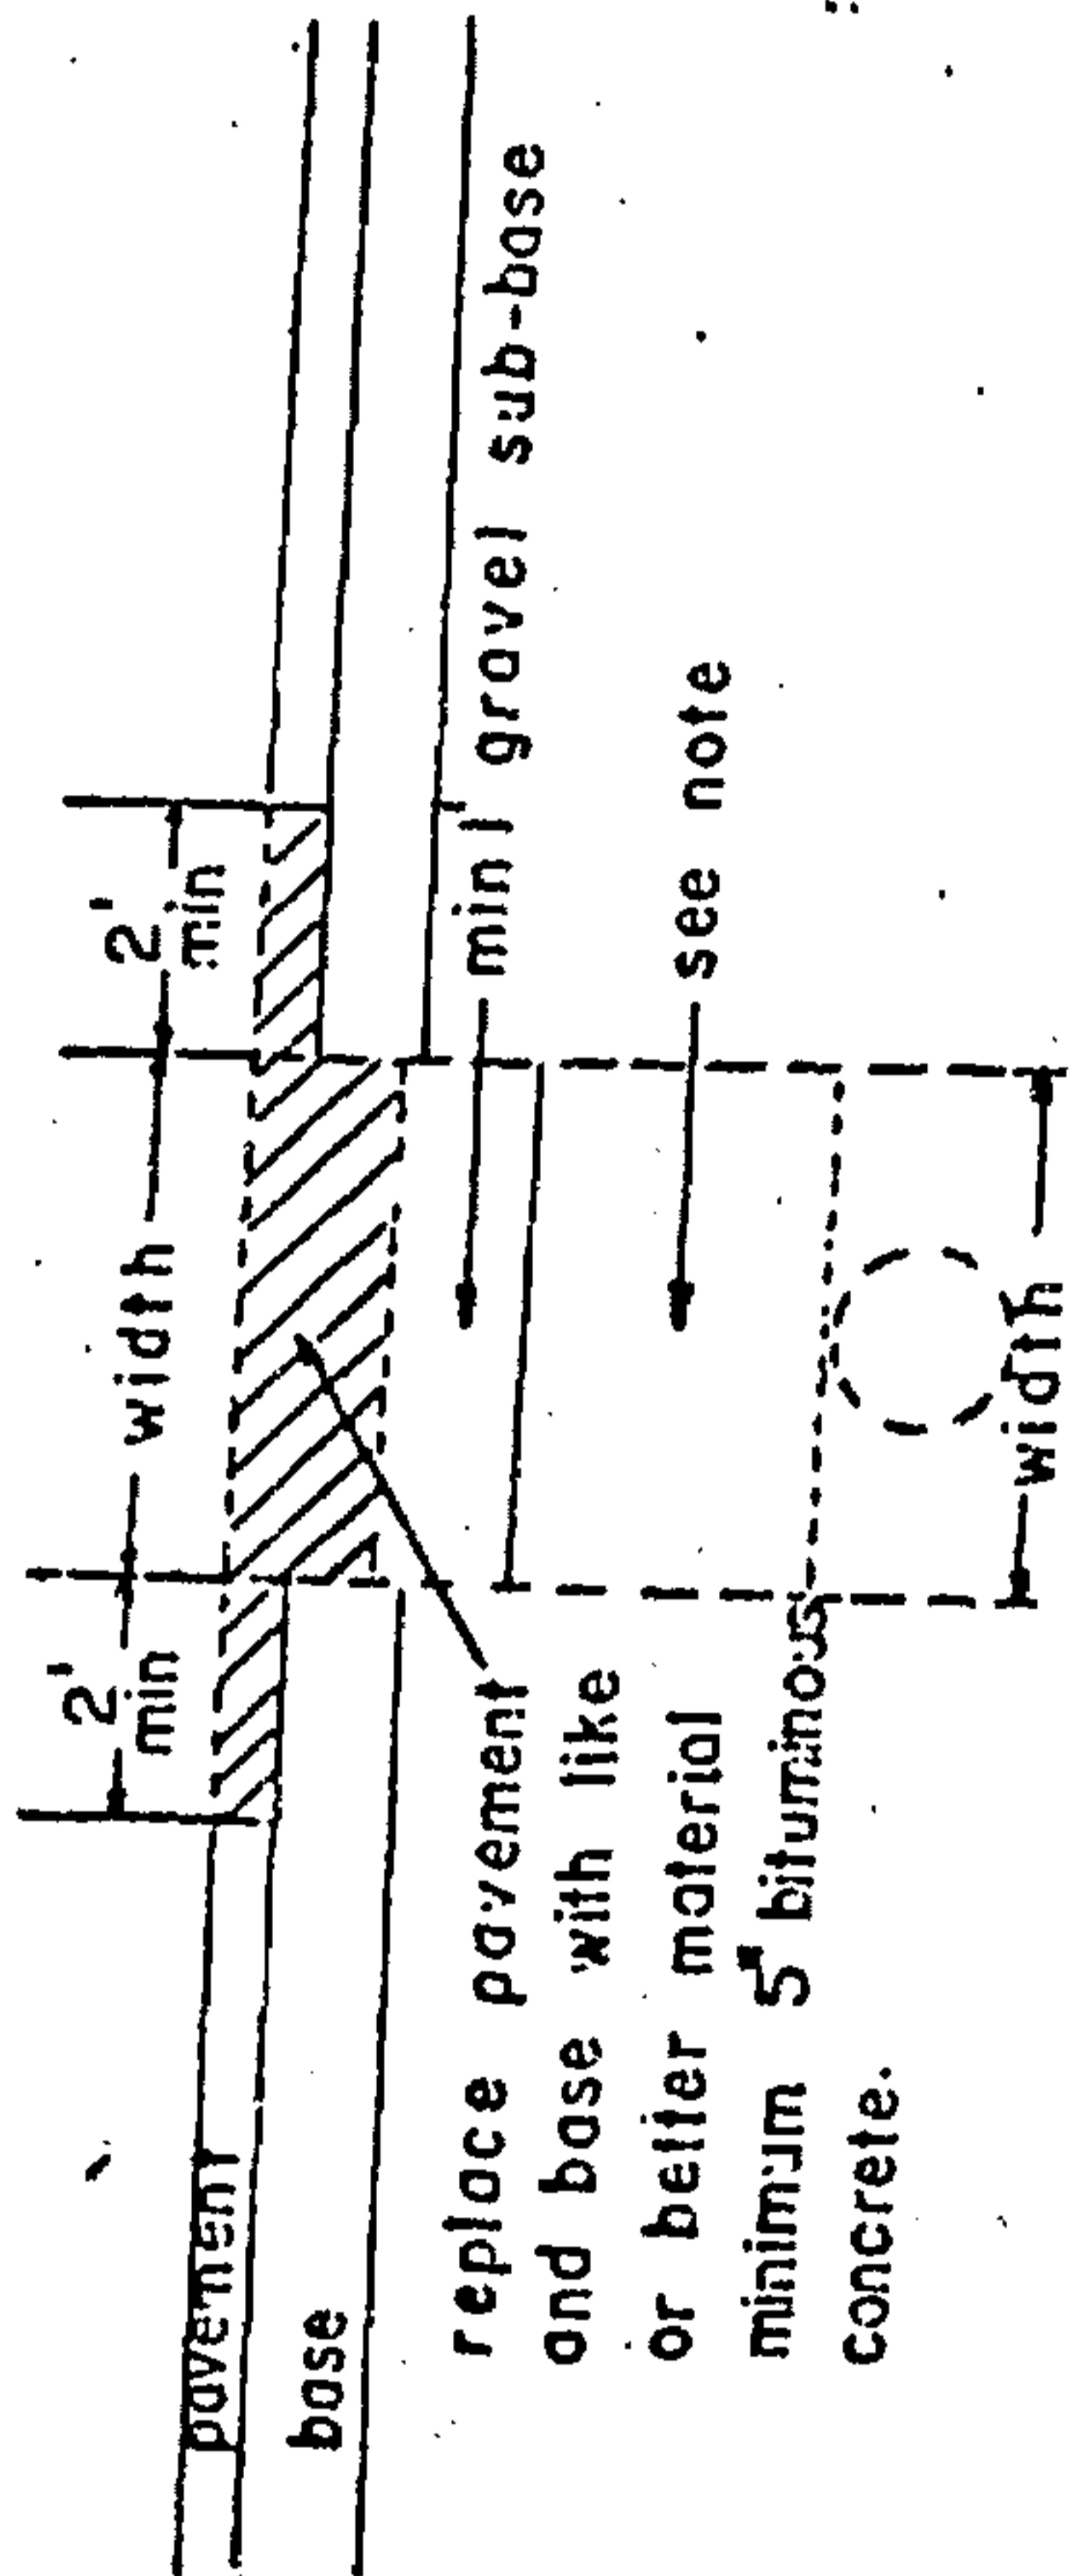 2' width 2'
min min
pavement
base
min 1' gravel sub-base
see note
replace pavement
and base with like
or better material
minimum 5" bituminous
concrete.
width